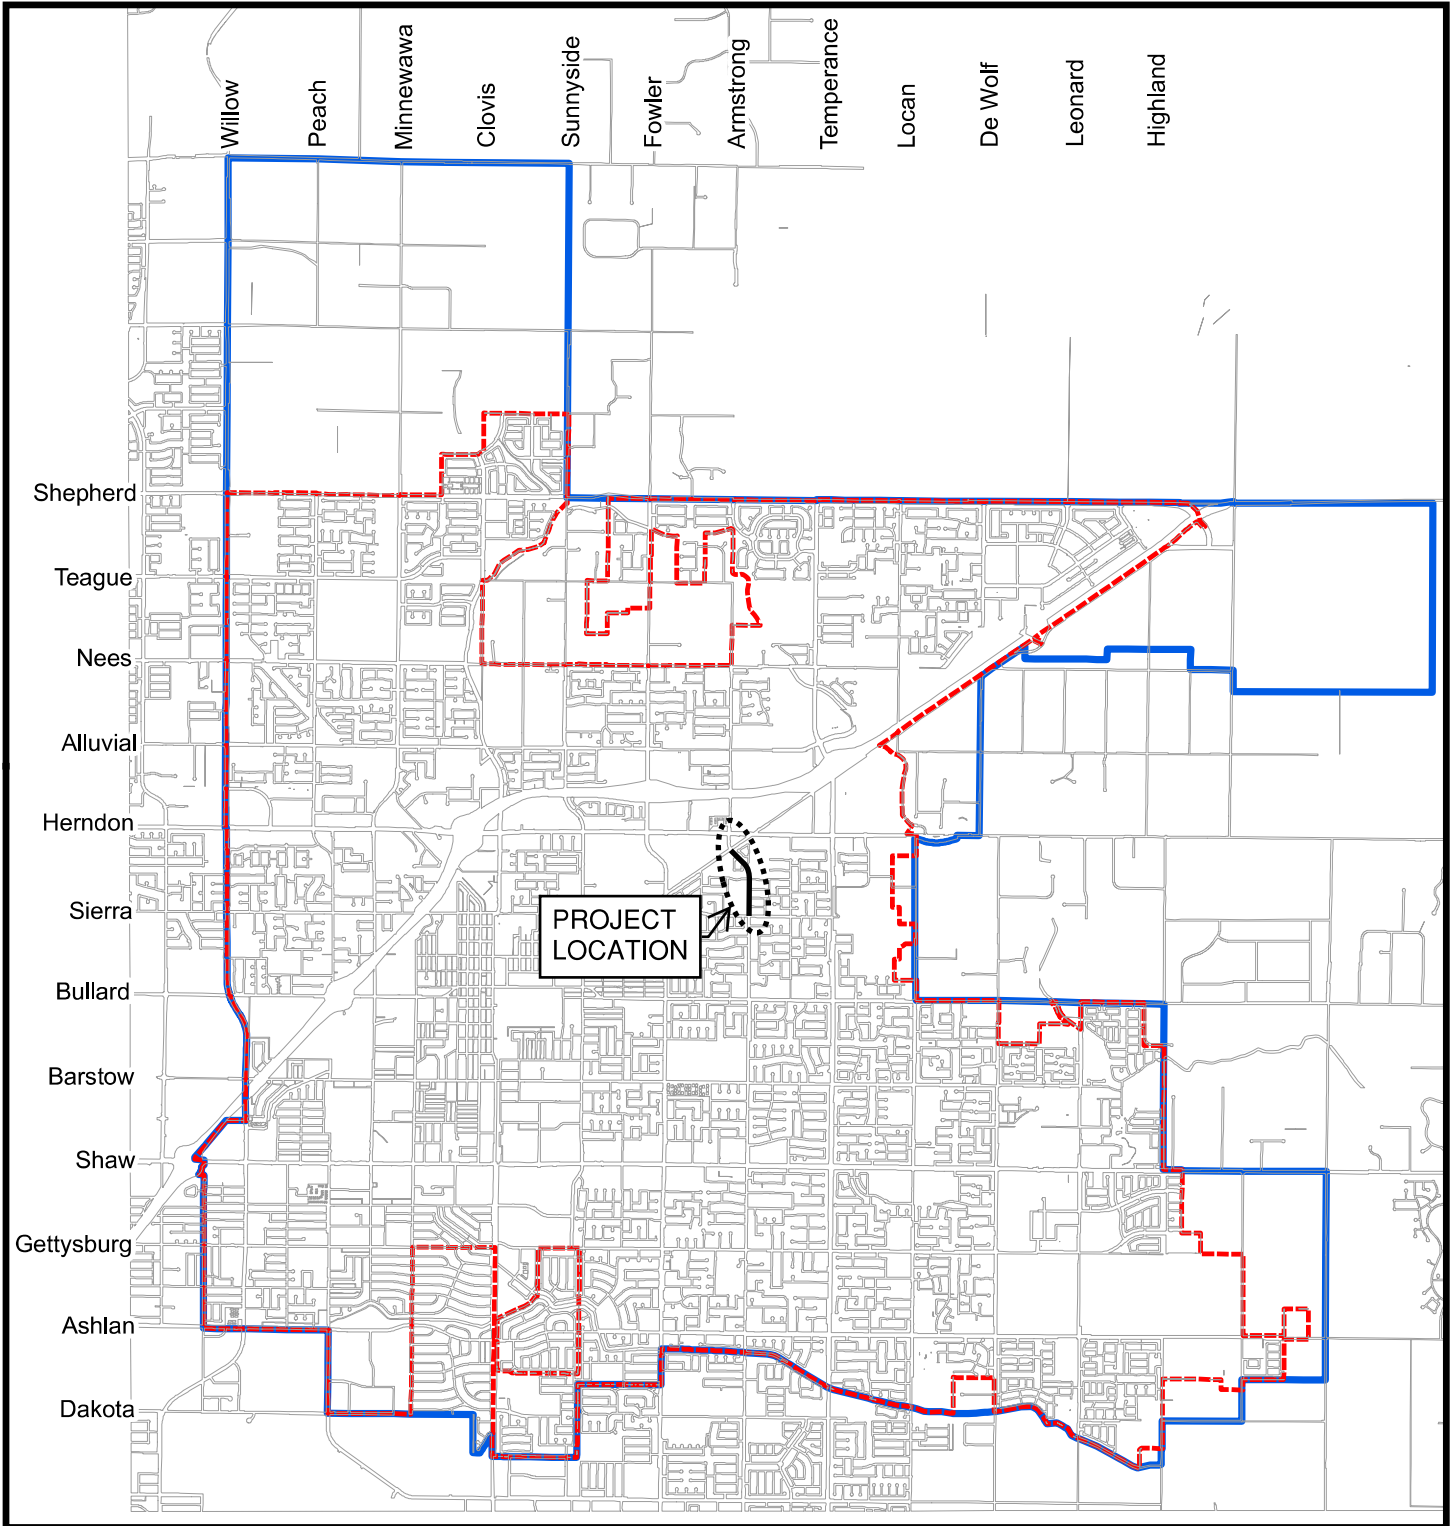 Willow
Peach
Minnewawa
Clovis
Sunnyside
Fowler
Armstrong
Temperance
Locan
De Wolf
Leonard
Highland
Shepherd
Teague
Nees
Alluvial
Herndon
Sierra
Bullard
Barstow
Shaw
Gettysburg
Ashlan
Dakota
PROJECT
LOCATION